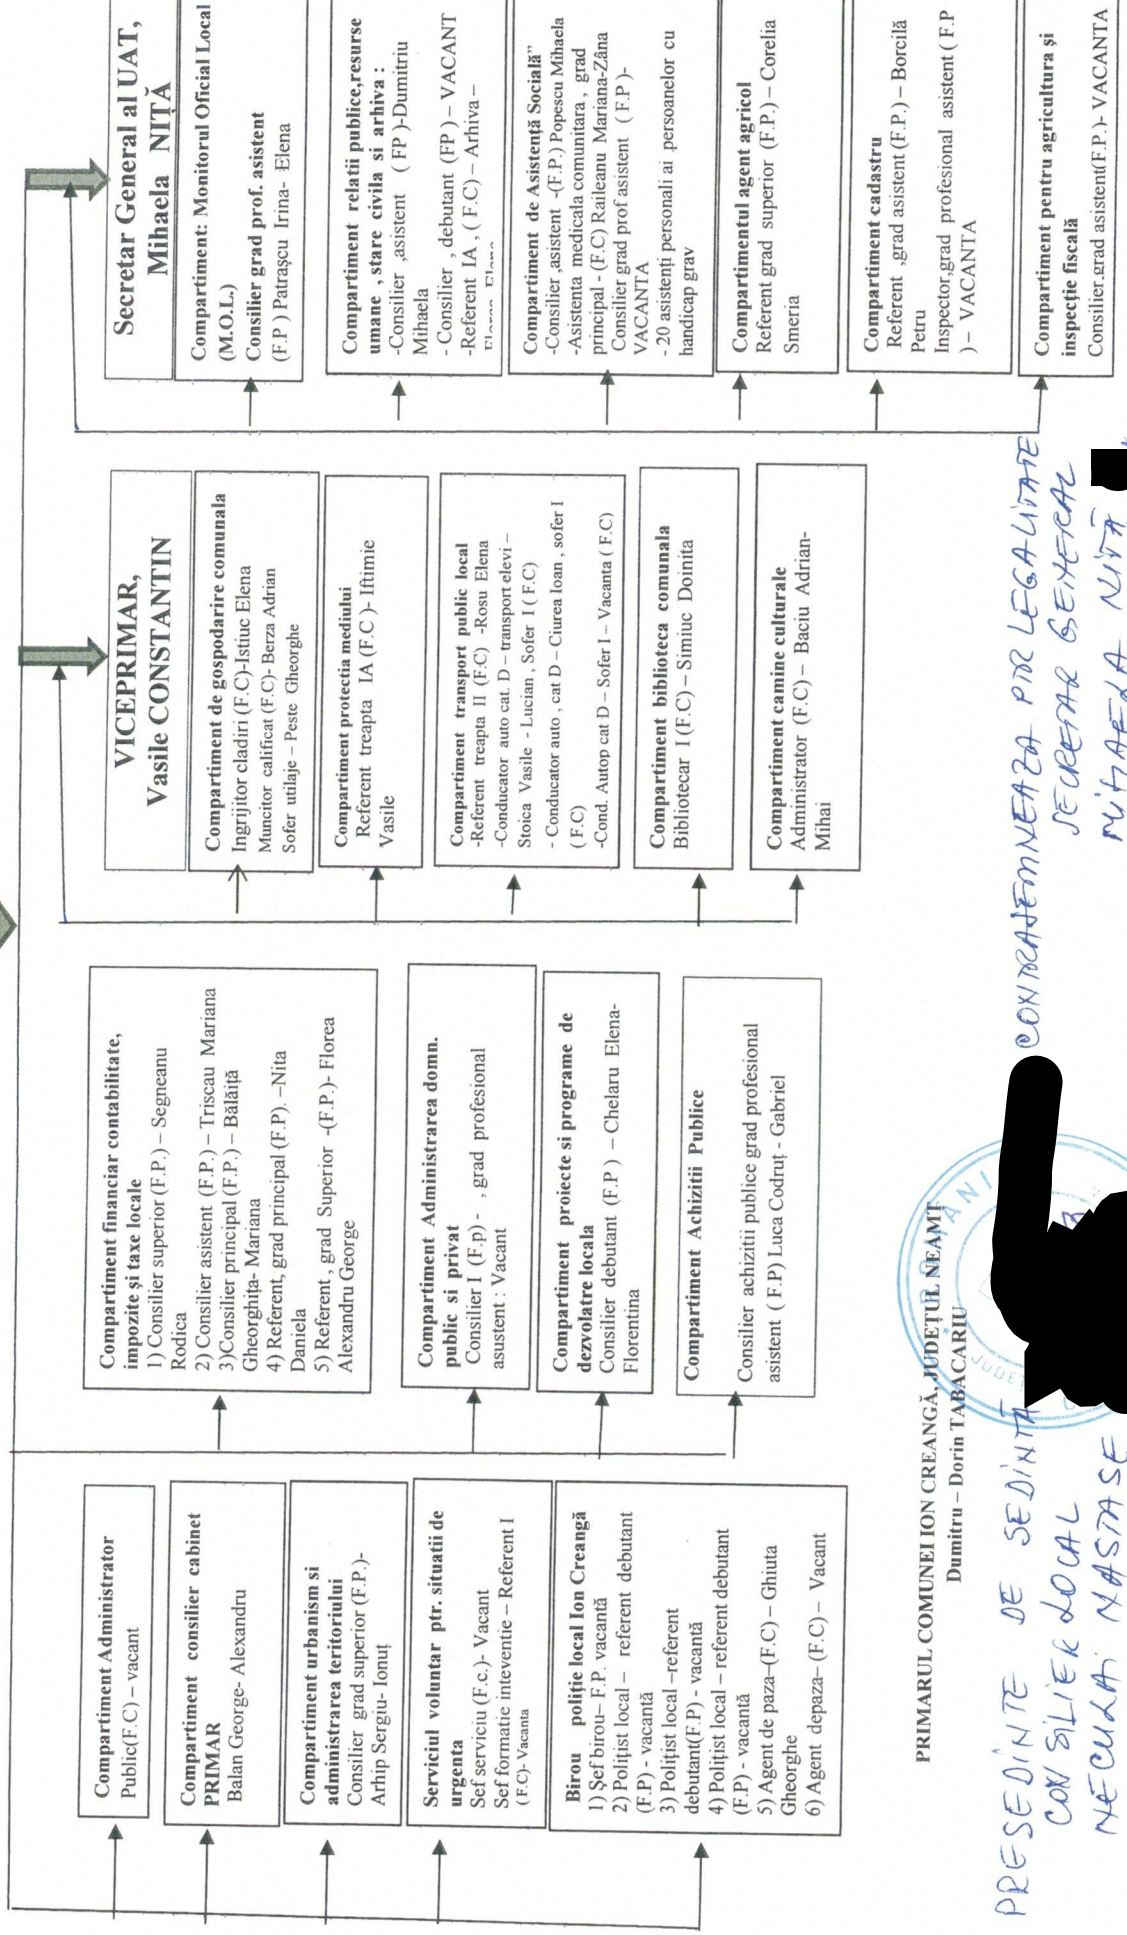 Compartiment Administrator
Public(F.C) – vacant
Compartiment consilier cabinet
PRIMAR
Balan George- Alexandru
Compartiment urbanism si
administrarea teritoriului
Consilier grad superior (F.P.)-
Arhip Sergiu- Ionuț
Serviciul voluntar ptr. situatii de
urgenta
Sef serviciu (F.c.)- Vacant
Sef formatie inteventie – Referent I
(F.C)- Vacanta
Birou poliție local Ion Creangă
1) Șef birou– F.P. vacantă
2) Polițist local – referent debutant
(F.P) - vacantă
3) Polițist local –referent
debutant(F.P) - vacantă
4) Polițist local – referent debutant
(F.P) - vacantă
5) Agent de paza–(F.C) – Ghiuta
Gheorghe
6) Agent depaza– (F.C) – Vacant
Compartiment financiar contabilitate,
impozite și taxe locale
1) Consilier superior (F.P.) – Segneanu
Rodica
2) Consilier asistent (F.P.) – Triscau Mariana
3)Consilier principal (F.P.) – Bălăiță
Gheorghița- Mariana
4) Referent, grad principal (F.P). –Nita
Daniela
5) Referent , grad Superior -(F.P.)- Florea
Alexandru George
Compartiment Administrarea domn.
public si privat
Consilier I (F.p) - , grad profesional
asustent : Vacant
Compartiment proiecte si programe de
dezvolatre locala
Consilier debutant (F.P ) – Chelaru Elena-
Florentina
Compartiment Achizitii Publice
Consilier achizitii publice grad profesional
asistent ( F.P) Luca Codruț - Gabriel
VICEPRIMAR,
Vasile CONSTANTIN
Compartiment de gospodarire comunala
Ingrijitor cladiri (F.C)-Istiuc Elena
Muncitor calificat (F.C)- Berza Adrian
Sofer utilaje – Peste Gheorghe
Compartiment protectia mediului
Referent treapta IA (F.C )- Iftimie
Vasile
Compartiment transport public local
-Referent treapta II (F.C) -Rosu Elena
-Conducator auto cat. D – transport elevi –
Stoica Vasile - Lucian , Sofer I ( F.C)
- Conducator auto , cat D – Ciurea Ioan , sofer I
( F.C)
-Cond. Autop cat D – Sofer I – Vacanta ( F.C)
Compartiment biblioteca comunala
Bibliotecar I (F.C) – Simiuc Doinita
Compartiment camine culturale
Administrator (F.C) – Baciu Adrian-
Mihai
Secretar General al UAT,
Mihaela NIȚĂ
Compartiment: Monitorul Oficial Local
(M.O.L.)
Consilier grad prof. asistent
(F.P ) Patrașcu Irina- Elena
Compartiment relatii publice,resurse
umane , stare civila si arhiva :
-Consilier ,asistent ( FP )-Dumitriu
Mihaela
- Consilier , debutant (FP ) – VACANT
-Referent IA , ( F.C) – Arhiva –
Compartiment de Asistență Socială”
-Consilier ,asistent -(F.P.) Popescu Mihaela
-Asistenta medicala comunitara , grad
principal - (F.C) Raileanu Mariana-Zâna
Consilier grad prof asistent ( F.P )-
VACANTA
- 20 asistenți personali ai persoanelor cu
handicap grav
Compartimentul agent agricol
Referent grad superior (F.P.) – Corelia
Smeria
Compartiment cadastru
Referent ,grad asistent (F.P.) – Borcilă
Petru
Inspector,grad profesional asistent ( F.P
) – VACANTA
Compartiment pentru agricultura și
inspecție fiscală
Consilier,grad asistent(F.P.)- VACANTA
PRIMARUL COMUNEI ION CREANGĂ, JUDEȚUL NEAMȚ
Dumitru – Dorin TABACARIU
PRESEDINTE DE SEDINTĂ
CONSILIER LOCAL
NECULAI NASTASE
CONTRASEMNEAZA PTR LEGALITATE
SECRETAR GENERAL
MIHAELA NITĂ